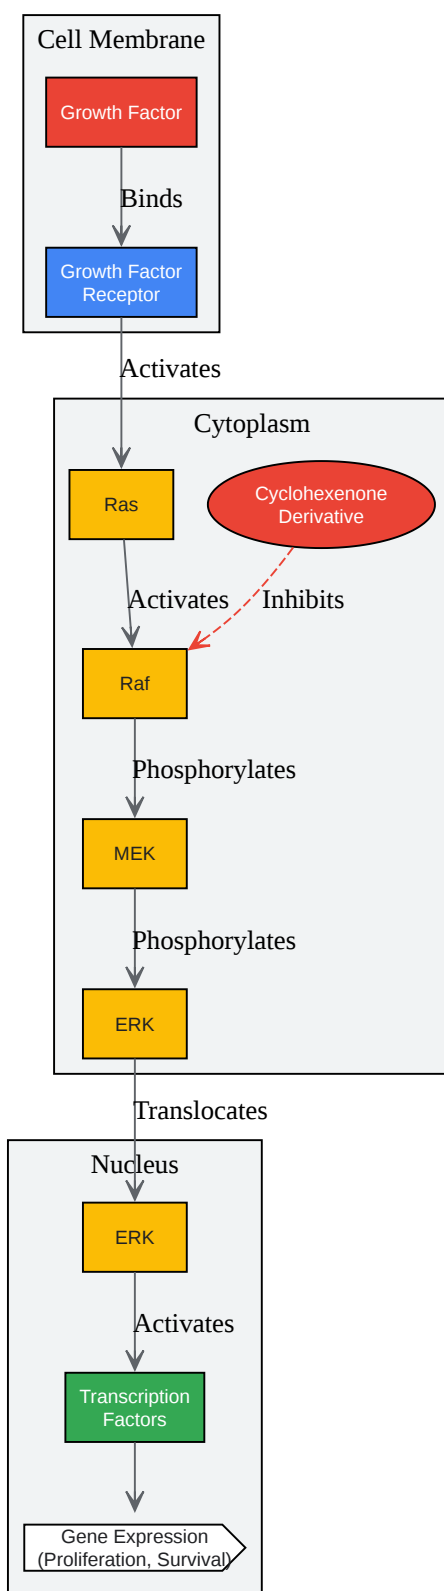 Cell Membrane
Growth Factor
Binds
Growth Factor
Receptor
Activates
Cytoplasm
Ras
Cyclohexenone
Derivative
Activates
Inhibits
Raf
Phosphorylates
MEK
Phosphorylates
ERK
Translocates
Nucleus
ERK
Activates
Transcription
Factors
Gene Expression
(Proliferation, Survival)